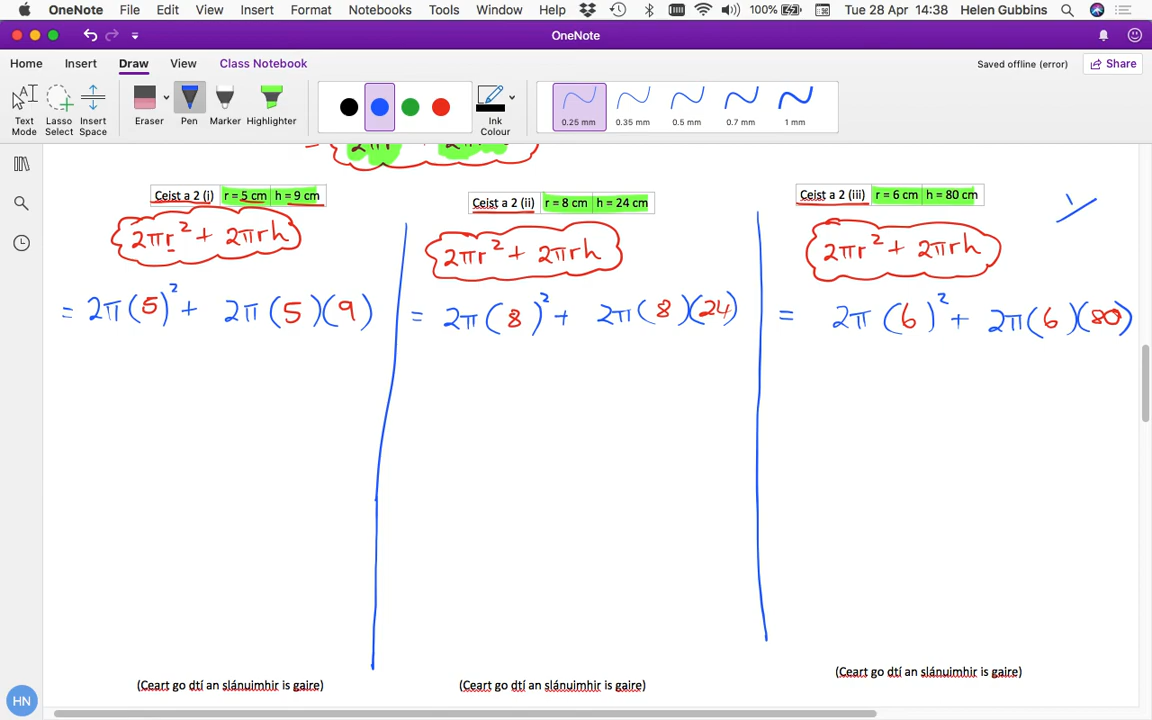 OneNote File Edit View Insert Format Notebooks Tools Window Help 100% Tue 28 Apr 14:38 Helen Gubbins
OneNote
Home Insert Draw View Class Notebook Saved offline (error) Share
Text Mode
Lasso Select
Insert Space
Eraser
Pen
Marker
Highlighter
Ink Colour
0.25 mm 0.35 mm 0.5 mm 0.7 mm 1 mm
Ceist a 2 (i) r = 5 cm h = 9 cm
2πr² + 2πrh
= 2π(5)² + 2π(5)(9)
(Ceart go dtí an slánuimhir is gaire)
Ceist a 2 (ii) r = 8 cm h = 24 cm
2πr² + 2πrh
= 2π(8)² + 2π(8)(24)
(Ceart go dtí an slánuimhir is gaire)
Ceist a 2 (iii) r = 6 cm h = 80 cm
2πr² + 2πrh
= 2π(6)² + 2π(6)(80)
(Ceart go dtí an slánuimhir is gaire)
HN